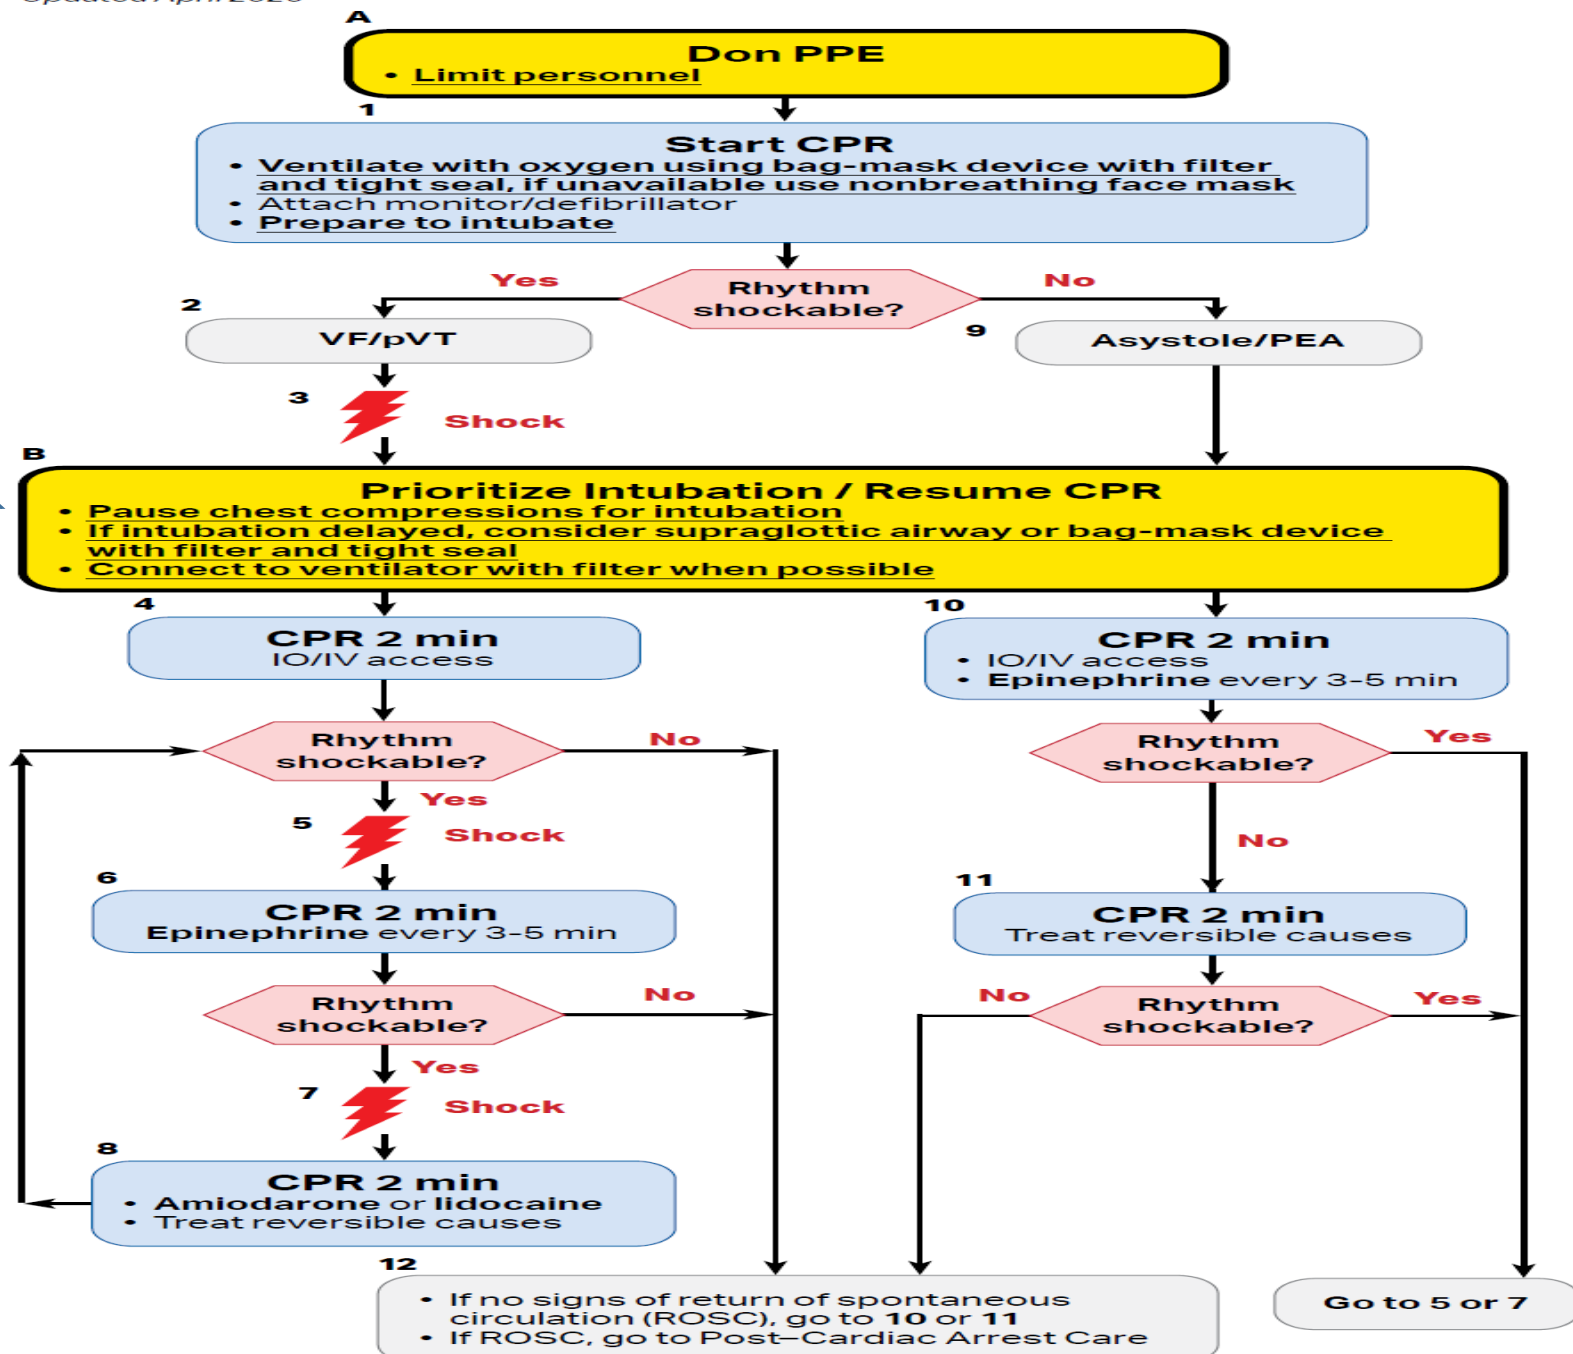 Updated April 2020
A
Don PPE
• Limit personnel
1
Start CPR
• Ventilate with oxygen using bag-mask device with filter
and tight seal, if unavailable use nonbreathing face mask
• Attach monitor/defibrillator
• Prepare to intubate
Yes
Rhythm
shockable?
No
2
VF/pVT
9
Asystole/PEA
3
Shock
B
Prioritize Intubation / Resume CPR
• Pause chest compressions for intubation
• If intubation delayed, consider supraglottic airway or bag-mask device
with filter and tight seal
• Connect to ventilator with filter when possible
4
CPR 2 min
IO/IV access
10
CPR 2 min
• IO/IV access
• Epinephrine every 3-5 min
Rhythm
shockable?
No
Rhythm
shockable?
Yes
Yes
5
Shock
No
6
CPR 2 min
Epinephrine every 3-5 min
11
CPR 2 min
Treat reversible causes
Rhythm
shockable?
No
No
Rhythm
shockable?
Yes
Yes
7
Shock
8
CPR 2 min
• Amiodarone or lidocaine
• Treat reversible causes
12
• If no signs of return of spontaneous
circulation (ROSC), go to 10 or 11
• If ROSC, go to Post–Cardiac Arrest Care
Go to 5 or 7